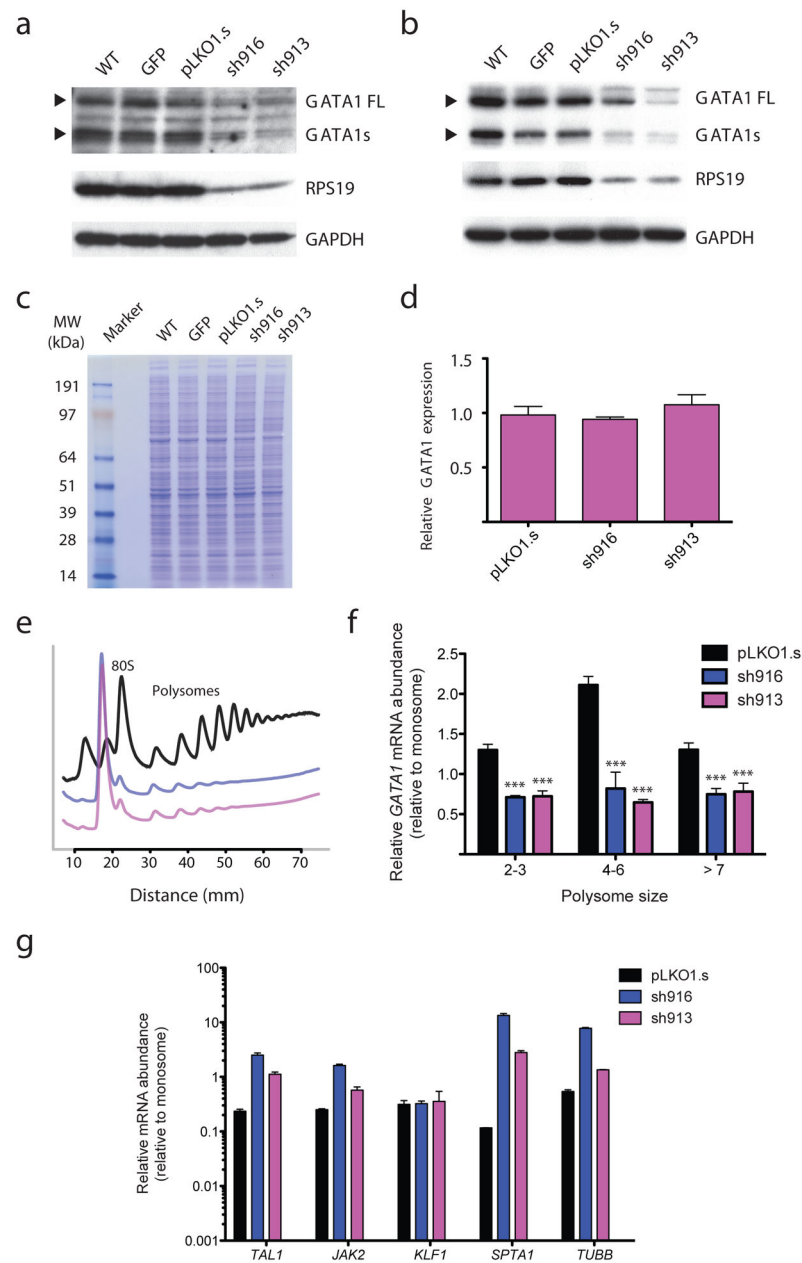 a
WT GFP pLKO1.s sh916 sh913
GATA1 FL
GATA1s
RPS19
GAPDH
b
WT GFP pLKO1.s sh916 sh913
GATA1 FL
GATA1s
RPS19
GAPDH
c
MW
(kDa)
Marker WT GFP pLKO1.s sh916 sh913
191
97
64
51
39
28
14
d
Relative GATA1 expression
1.5
1.0
0.5
pLKO1.s sh916 sh913
e
80S
Polysomes
10 20 30 40 50 60 70
Distance (mm)
f
Relative GATA1 mRNA abundance
(relative to monosome)
2.5
2.0
1.5
1.0
0.5
pLKO1.s
sh916
sh913
*** *** *** *** *** ***
2-3 4-6 > 7
Polysome size
g
Relative mRNA abundance
(relative to monosome)
100
10
1
0.1
0.01
0.001
pLKO1.s
sh916
sh913
TAL1 JAK2 KLF1 SPTA1 TUBB